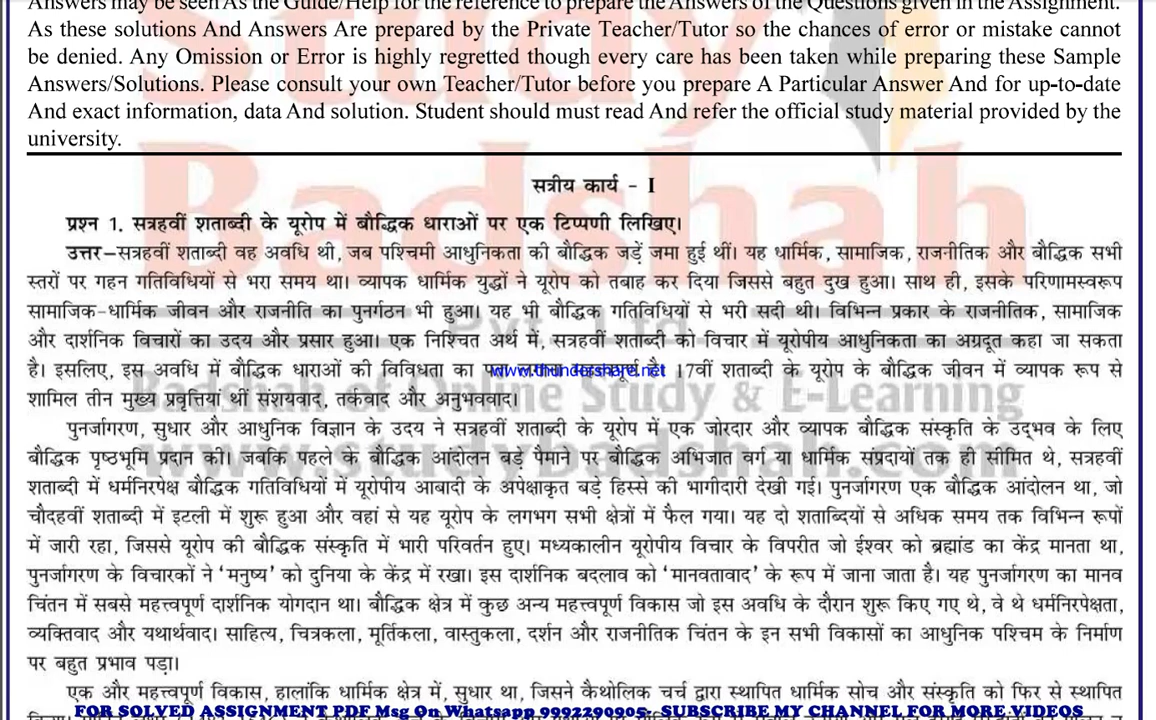 Answers may be seen As the Guide/Help for the reference to prepare the Answers of the Questions given in the Assignment.
As these solutions And Answers Are prepared by the Private Teacher/Tutor so the chances of error or mistake cannot
be denied. Any Omission or Error is highly regretted though every care has been taken while preparing these Sample
Answers/Solutions. Please consult your own Teacher/Tutor before you prepare A Particular Answer And for up-to-date
And exact information, data And solution. Student should must read And refer the official study material provided by the
university.
सत्रीय कार्य - I
प्रश्न 1. सत्रहवीं शताब्दी के यूरोप में बौद्धिक धाराओं पर एक टिप्पणी लिखिए।
उत्तर–सत्रहवीं शताब्दी वह अवधि थी, जब पश्चिमी आधुनिकता की बौद्धिक जड़ें जमा हुई थीं। यह धार्मिक, सामाजिक, राजनीतिक और बौद्धिक सभी
स्तरों पर गहन गतिविधियों से भरा समय था। व्यापक धार्मिक युद्धों ने यूरोप को तबाह कर दिया जिससे बहुत दुख हुआ। साथ ही, इसके परिणामस्वरूप
सामाजिक-धार्मिक जीवन और राजनीति का पुनर्गठन भी हुआ। यह भी बौद्धिक गतिविधियों से भरी सदी थी। विभिन्न प्रकार के राजनीतिक, सामाजिक
और दार्शनिक विचारों का उदय और प्रसार हुआ। एक निश्चित अर्थ में, सत्रहवीं शताब्दी को विचार में यूरोपीय आधुनिकता का अग्रदूत कहा जा सकता
है। इसलिए, इस अवधि में बौद्धिक धाराओं की विविधता का www.thundershare.net है। 17वीं शताब्दी के यूरोप के बौद्धिक जीवन में व्यापक रूप से
शामिल तीन मुख्य प्रवृत्तियां थीं संशयवाद, तर्कवाद और अनुभववाद।
पुनर्जागरण, सुधार और आधुनिक विज्ञान के उदय ने सत्रहवीं शताब्दी के यूरोप में एक जोरदार और व्यापक बौद्धिक संस्कृति के उद्भव के लिए
बौद्धिक पृष्ठभूमि प्रदान की। जबकि पहले के बौद्धिक आंदोलन बड़े पैमाने पर बौद्धिक अभिजात वर्ग या धार्मिक संप्रदायों तक ही सीमित थे, सत्रहवीं
शताब्दी में धर्मनिरपेक्ष बौद्धिक गतिविधियों में यूरोपीय आबादी के अपेक्षाकृत बड़े हिस्से की भागीदारी देखी गई। पुनर्जागरण एक बौद्धिक आंदोलन था, जो
चौदहवीं शताब्दी में इटली में शुरू हुआ और वहां से यह यूरोप के लगभग सभी क्षेत्रों में फैल गया। यह दो शताब्दियों से अधिक समय तक विभिन्न रूपों
में जारी रहा, जिससे यूरोप की बौद्धिक संस्कृति में भारी परिवर्तन हुए। मध्यकालीन यूरोपीय विचार के विपरीत जो ईश्वर को ब्रह्मांड का केंद्र मानता था,
पुनर्जागरण के विचारकों ने 'मनुष्य' को दुनिया के केंद्र में रखा। इस दार्शनिक बदलाव को 'मानवतावाद' के रूप में जाना जाता है। यह पुनर्जागरण का मानव
चिंतन में सबसे महत्त्वपूर्ण दार्शनिक योगदान था। बौद्धिक क्षेत्र में कुछ अन्य महत्त्वपूर्ण विकास जो इस अवधि के दौरान शुरू किए गए थे, वे थे धर्मनिरपेक्षता,
व्यक्तिवाद और यथार्थवाद। साहित्य, चित्रकला, मूर्तिकला, वास्तुकला, दर्शन और राजनीतिक चिंतन के इन सभी विकासों का आधुनिक पश्चिम के निर्माण
पर बहुत प्रभाव पड़ा।
एक और महत्त्वपूर्ण विकास, हालांकि धार्मिक क्षेत्र में, सुधार था, जिसने कैथोलिक चर्च द्वारा स्थापित धार्मिक सोच और संस्कृति को फिर से स्थापित
FOR SOLVED ASSIGNMENT PDF Msg On Whatsapp 9992290905. SUBSCRIBE MY CHANNEL FOR MORE VIDEOS
Study
Badshah
Pvt. Ltd
Badshah of Online Study & E-Learning
www.studybadshah.com